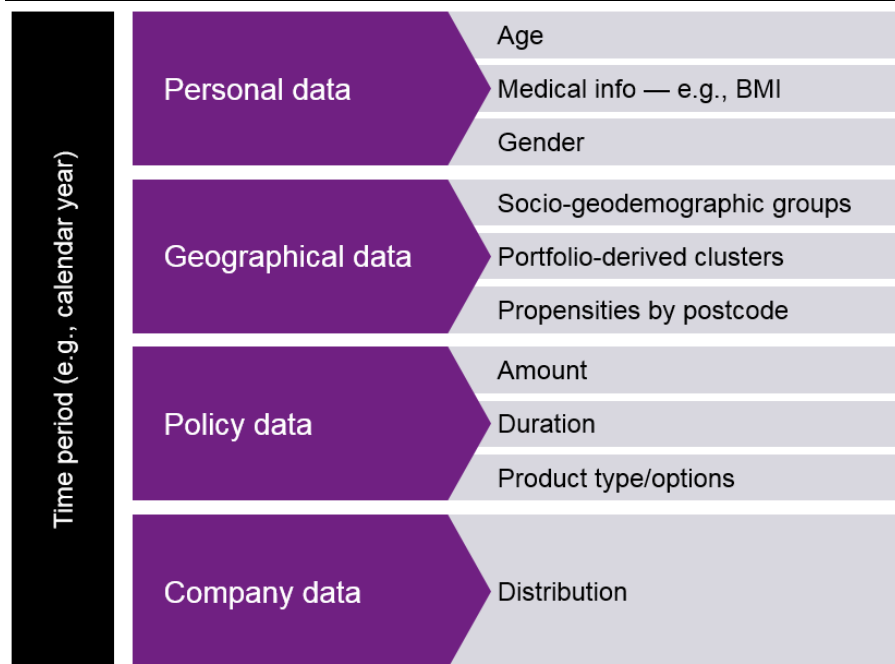 Time period (e.g., calendar year)
Personal data
Age
Medical info — e.g., BMI
Gender
Geographical data
Socio-geodemographic groups
Portfolio-derived clusters
Propensities by postcode
Policy data
Amount
Duration
Product type/options
Company data
Distribution